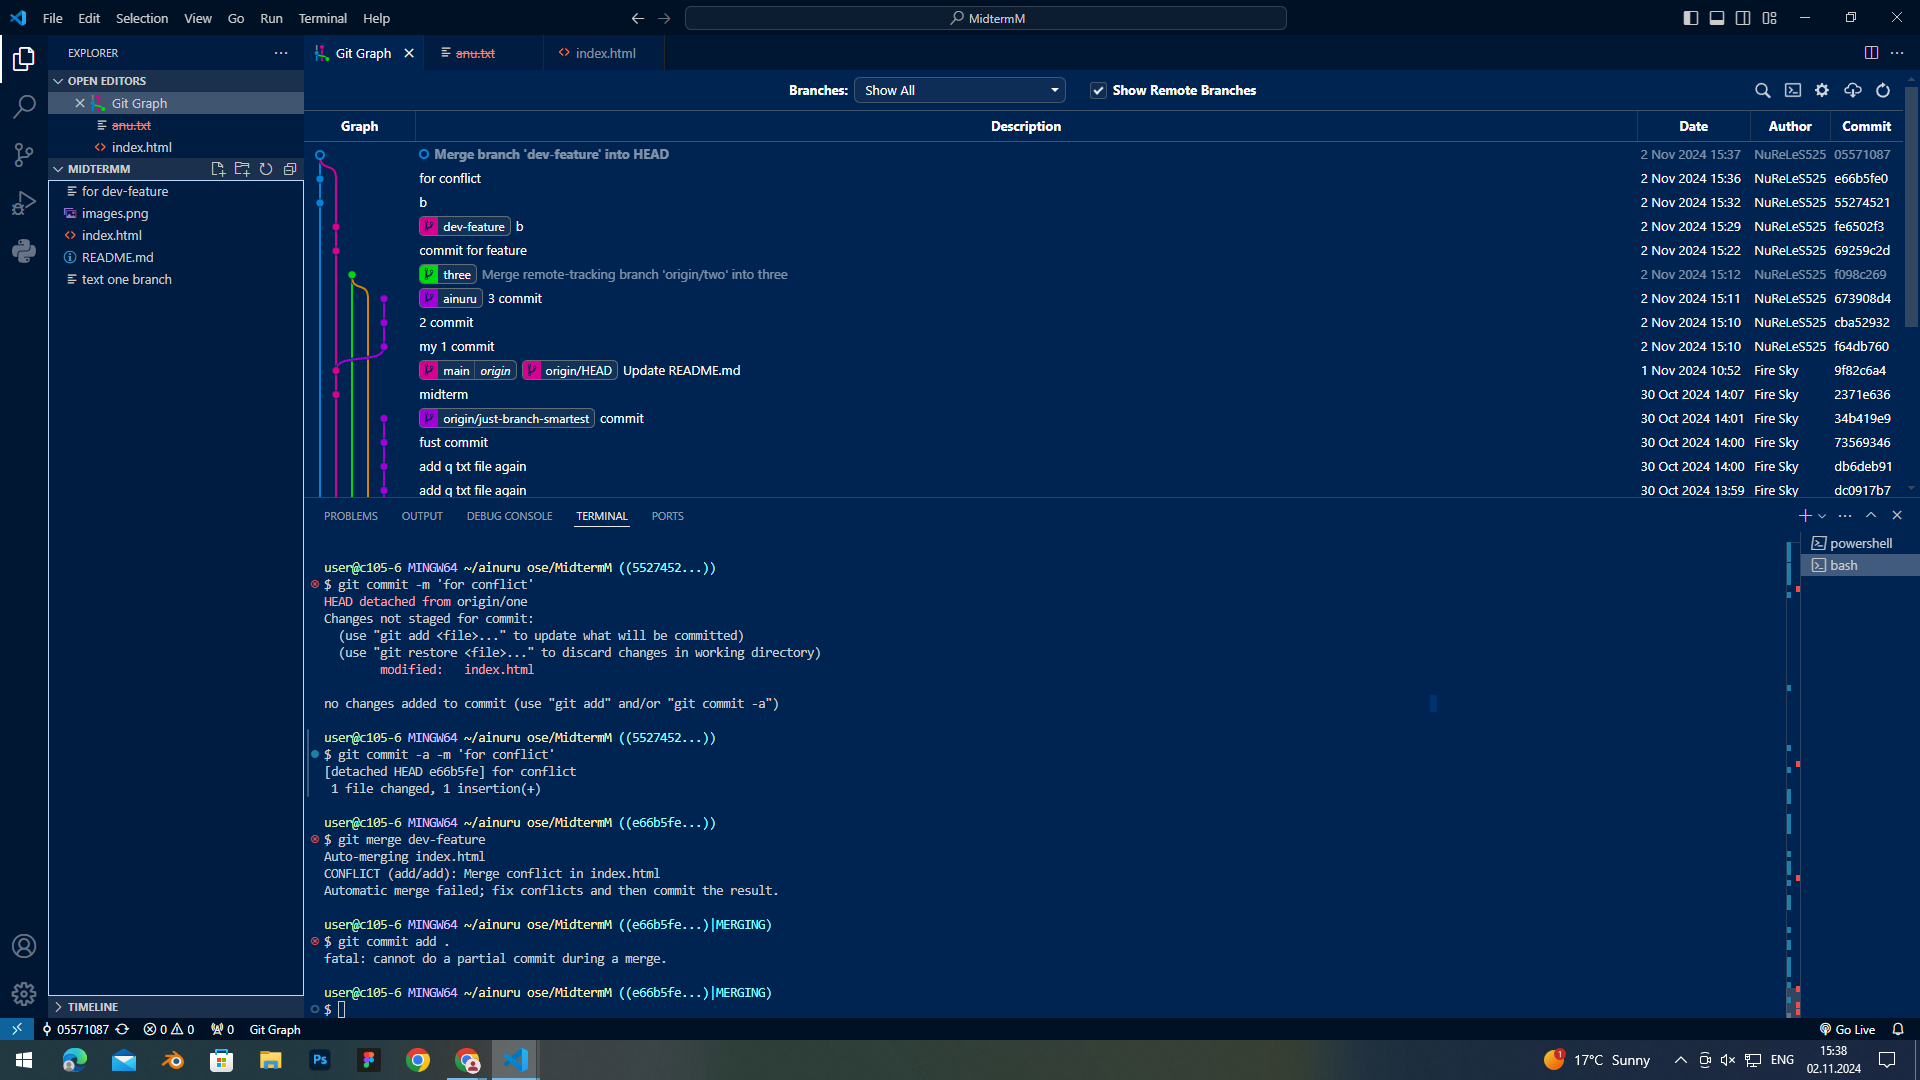 File Edit Selection View Go Run Terminal Help
MidtermM
EXPLORER
Git Graph
anu.txt
index.html
OPEN EDITORS
Git Graph
anu.txt
index.html
MIDTERMM
for dev-feature
images.png
index.html
README.md
text one branch
TIMELINE
Branches: Show All Show Remote Branches
Graph Description Date Author Commit
Merge branch 'dev-feature' into HEAD 2 Nov 2024 15:37 NuReLeS525 05571087
for conflict 2 Nov 2024 15:36 NuReLeS525 e66b5fe0
b 2 Nov 2024 15:32 NuReLeS525 55274521
dev-feature b 2 Nov 2024 15:29 NuReLeS525 fe6502f3
commit for feature 2 Nov 2024 15:22 NuReLeS525 69259c2d
three Merge remote-tracking branch 'origin/two' into three 2 Nov 2024 15:12 NuReLeS525 f098c269
ainuru 3 commit 2 Nov 2024 15:11 NuReLeS525 673908d4
2 commit 2 Nov 2024 15:10 NuReLeS525 cba52932
my 1 commit 2 Nov 2024 15:10 NuReLeS525 f64db760
main origin origin/HEAD Update README.md 1 Nov 2024 10:52 Fire Sky 9f82c6a4
midterm 30 Oct 2024 14:07 Fire Sky 2371e636
origin/just-branch-smartest commit 30 Oct 2024 14:01 Fire Sky 34b419e9
fust commit 30 Oct 2024 14:00 Fire Sky 73569346
add q txt file again 30 Oct 2024 14:00 Fire Sky db6deb91
add q txt file again 30 Oct 2024 13:59 Fire Sky dc0917b7
PROBLEMS OUTPUT DEBUG CONSOLE TERMINAL PORTS
powershell
bash
user@c105-6 MINGW64 ~/ainuru ose/MidtermM ((5527452...))
$ git commit -m 'for conflict'
HEAD detached from origin/one
Changes not staged for commit:
(use "git add <file>..." to update what will be committed)
(use "git restore <file>..." to discard changes in working directory)
modified:   index.html
no changes added to commit (use "git add" and/or "git commit -a")
user@c105-6 MINGW64 ~/ainuru ose/MidtermM ((5527452...))
$ git commit -a -m 'for conflict'
[detached HEAD e66b5fe] for conflict
1 file changed, 1 insertion(+)
user@c105-6 MINGW64 ~/ainuru ose/MidtermM ((e66b5fe...))
$ git merge dev-feature
Auto-merging index.html
CONFLICT (add/add): Merge conflict in index.html
Automatic merge failed; fix conflicts and then commit the result.
user@c105-6 MINGW64 ~/ainuru ose/MidtermM ((e66b5fe...)|MERGING)
$ git commit add .
fatal: cannot do a partial commit during a merge.
user@c105-6 MINGW64 ~/ainuru ose/MidtermM ((e66b5fe...)|MERGING)
$
05571087 0 0 0 Git Graph Go Live
Ps
1 17°C Sunny ENG 15:38
02.11.2024